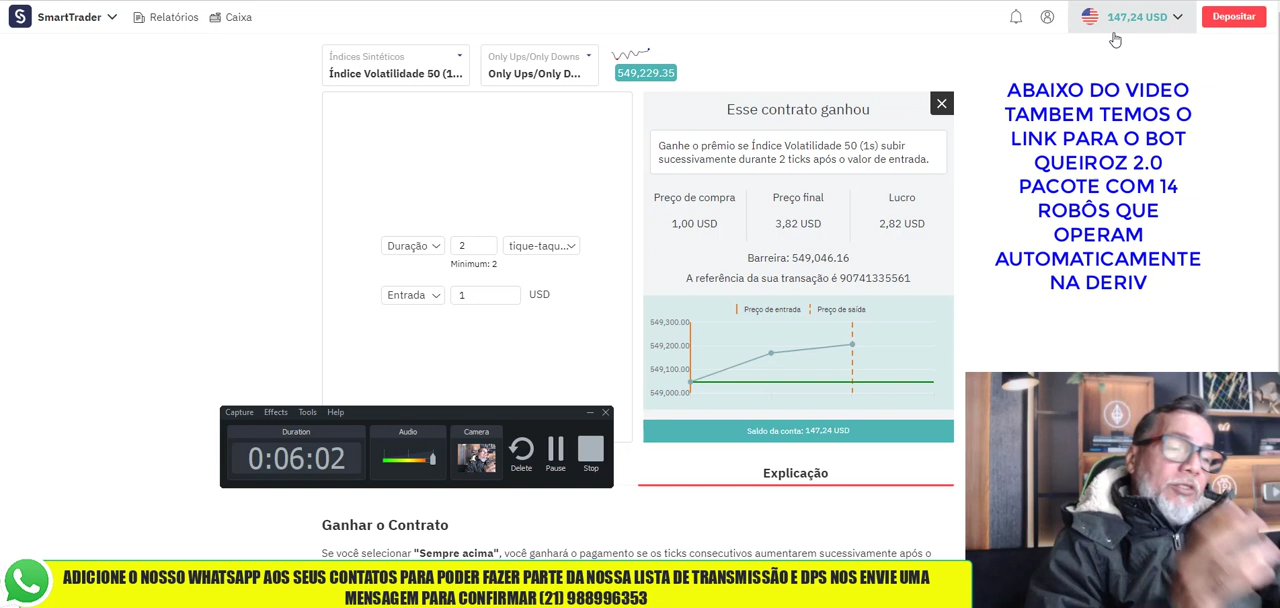 SmartTrader
Relatórios
Caixa
147,24 USD
Depositar
Índices Sintéticos
Índice Volatilidade 50 (1...
Only Ups/Only Downs
Only Ups/Only D...
549,229.35
Esse contrato ganhou
Ganhe o prêmio se Índice Volatilidade 50 (1s) subir
sucessivamente durante 2 ticks após o valor de entrada.
Preço de compra
Preço final
Lucro
1,00 USD
3,82 USD
2,82 USD
Barreira: 549,046.16
A referência da sua transação é 90741335561
Preço de entrada
Preço de saída
549,300.00
549,200.00
549,100.00
549,000.00
Saldo da conta: 147,24 USD
Explicação
Duração
2
tique-taqu...
Minimum: 2
Entrada
1
USD
Capture
Effects
Tools
Help
Duration
Audio
Camera
0:06:02
Delete
Pause
Stop
Ganhar o Contrato
Se você selecionar "Sempre acima", você ganhará o pagamento se os ticks consecutivos aumentarem sucessivamente após o
ABAIXO DO VIDEO
TAMBEM TEMOS O
LINK PARA O BOT
QUEIROZ 2.0
PACOTE COM 14
ROBÔS QUE
OPERAM
AUTOMATICAMENTE
NA DERIV
ADICIONE O NOSSO WHATSAPP AOS SEUS CONTATOS PARA PODER FAZER PARTE DA NOSSA LISTA DE TRANSMISSÃO E DPS NOS ENVIE UMA
MENSAGEM PARA CONFIRMAR (21) 988996353